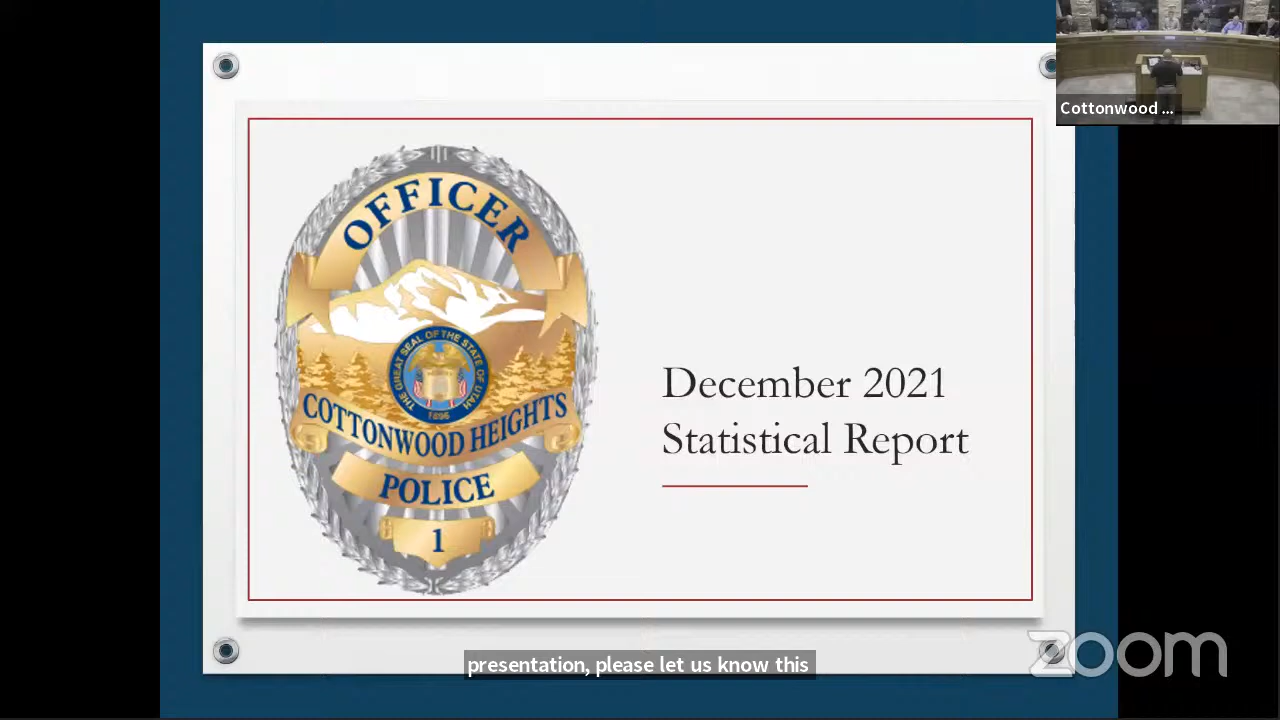 Cottonwood ...
OFFICER
THE GREAT SEAL OF THE STATE OF UTAH
1896
COTTONWOOD HEIGHTS
POLICE
1
December 2021
Statistical Report
presentation, please let us know this
zoom